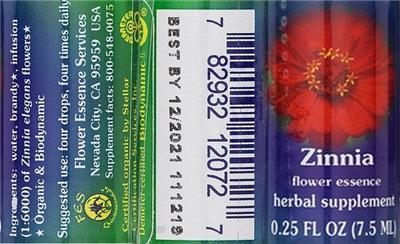 Ingredients: water, brandy★, infusion
(1:6000) of Zinnia elegans flowers★
★ Organic & Biodynamic
Suggested use: four drops, four times daily
Flower Essence Services
Nevada City, CA 95959 USA
Supplement facts: 800-548-0075
FES
Certified organic by Stellar
Certification Services, Inc
Demeter-certified Biodynamic®
BEST BY 12/2021 111216
7 82932 12072 7
Zinnia
flower essence
herbal supplement
0.25 FL OZ (7.5 ML)